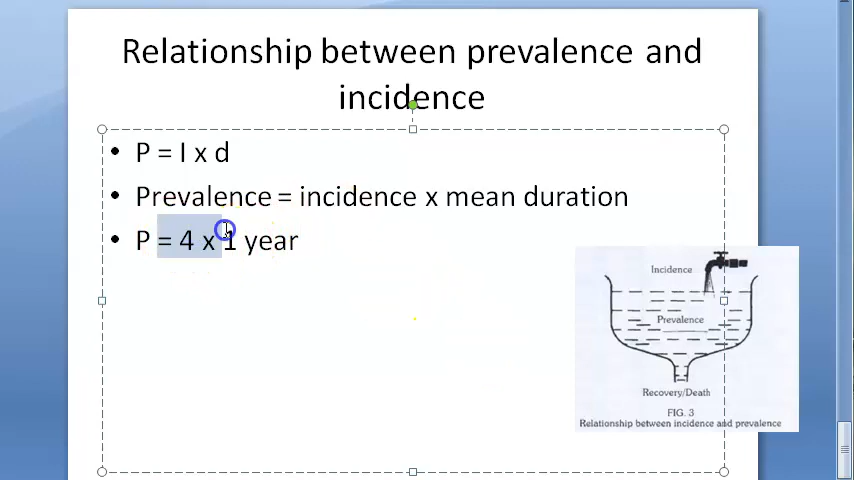 Relationship between prevalence and
incidence
• P = I x d
• Prevalence = incidence x mean duration
• P = 4 x 1 year
Incidence
Prevalence
Recovery/Death
FIG. 3
Relationship between incidence and prevalence